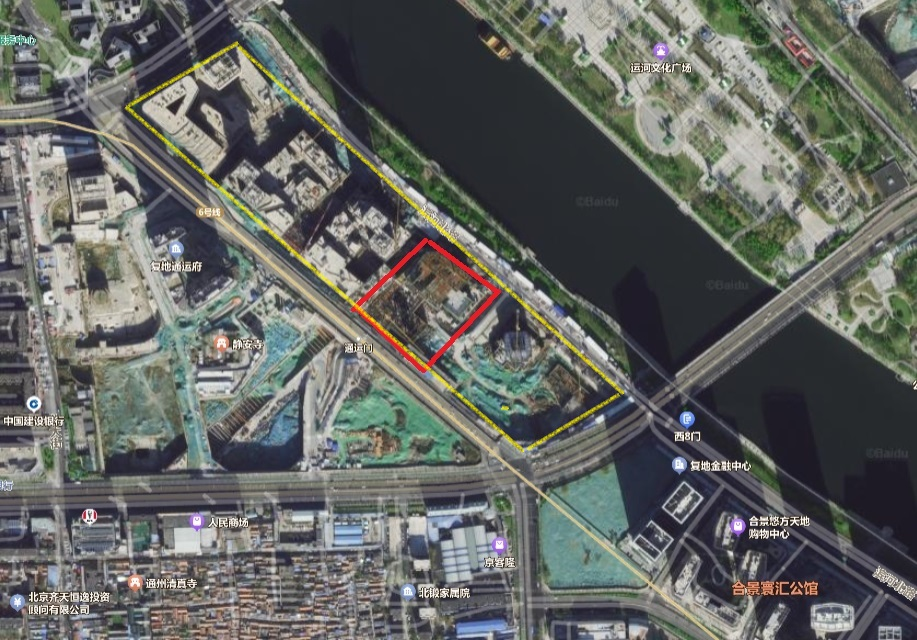 运河文化广场
©Baidu
6号线
复地通运府
©Baidu
静安寺
通运门
中国建设银行
西8门
©Baidu
复地金融中心
人民商场
合景悠方天地
购物中心
京客隆
通州清真寺
合景寰汇公馆
北京齐天恒逸投资
顾问有限公司
北锻家属院